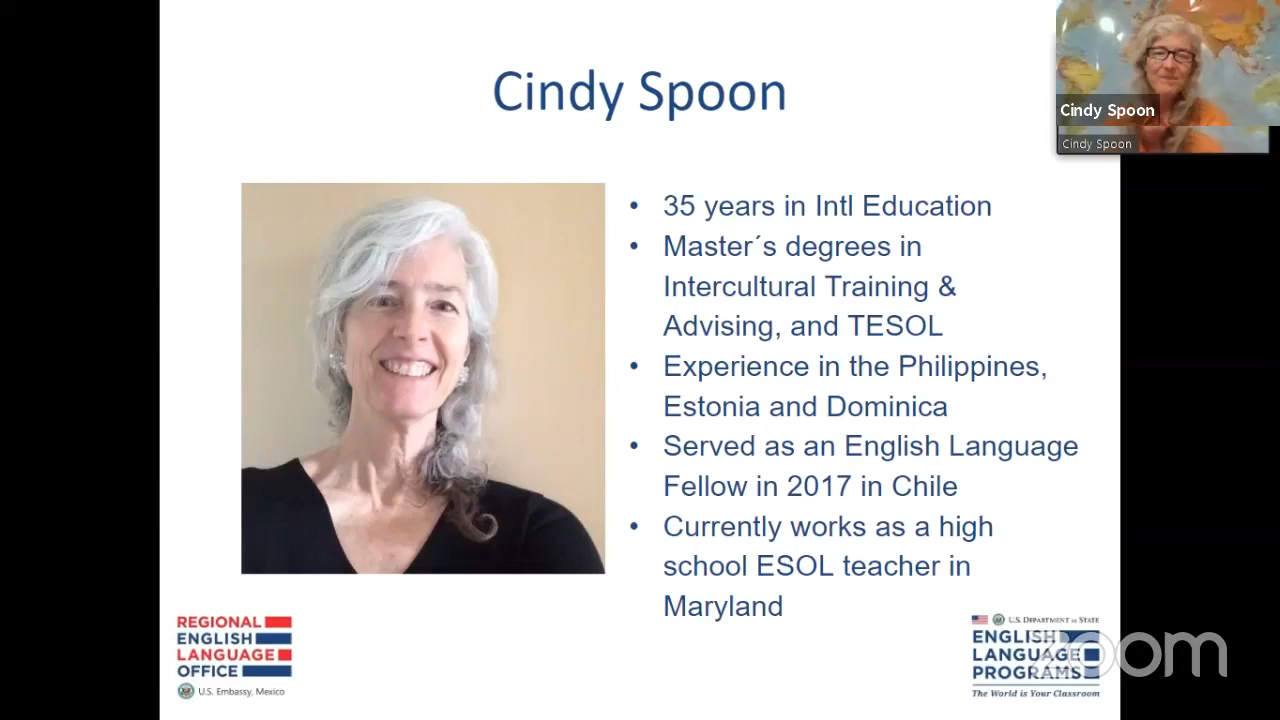 Cindy Spoon
Cindy Spoon
Cindy Spoon
• 35 years in Intl Education
• Master´s degrees in
Intercultural Training &
Advising, and TESOL
• Experience in the Philippines,
Estonia and Dominica
• Served as an English Language
Fellow in 2017 in Chile
• Currently works as a high
school ESOL teacher in
Maryland
REGIONAL
ENGLISH
LANGUAGE
OFFICE
U.S. Embassy, Mexico
U.S. DEPARTMENT OF STATE
ENGLISH
LANGUAGE
PROGRAMS
The World is Your Classroom
zoom